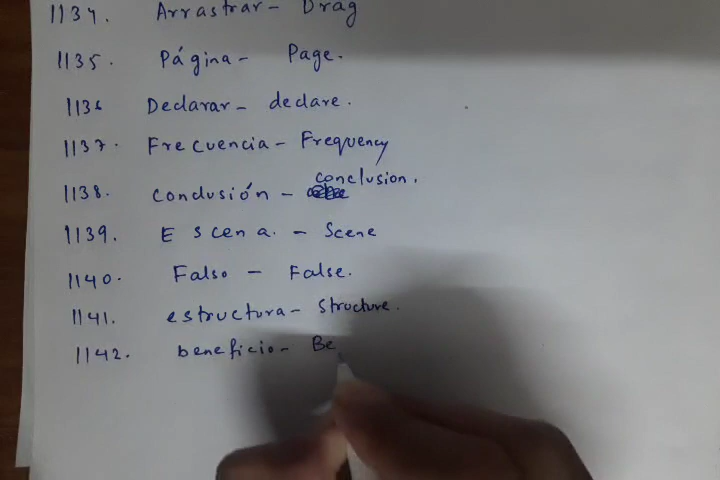 1134. Arrastrar - Drag
1135. Página - Page.
1136 Declarar - declare.
1137. Frecuencia - Frequency
1138. conclusión - conclusion.
1139. Escena. - Scene
1140. Falso - False.
1141. estructura - Structure.
1142. beneficio - Be